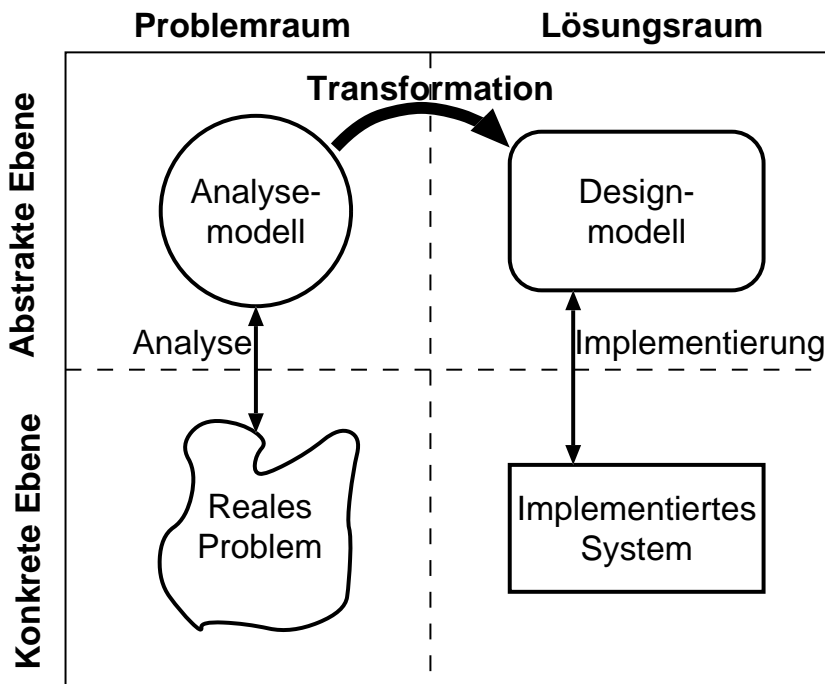 Problemraum
Lösungsraum
Abstrakte Ebene
Transformation
Analyse-
modell
Design-
modell
Analyse
Implementierung
Konkrete Ebene
Reales
Problem
Implementiertes
System